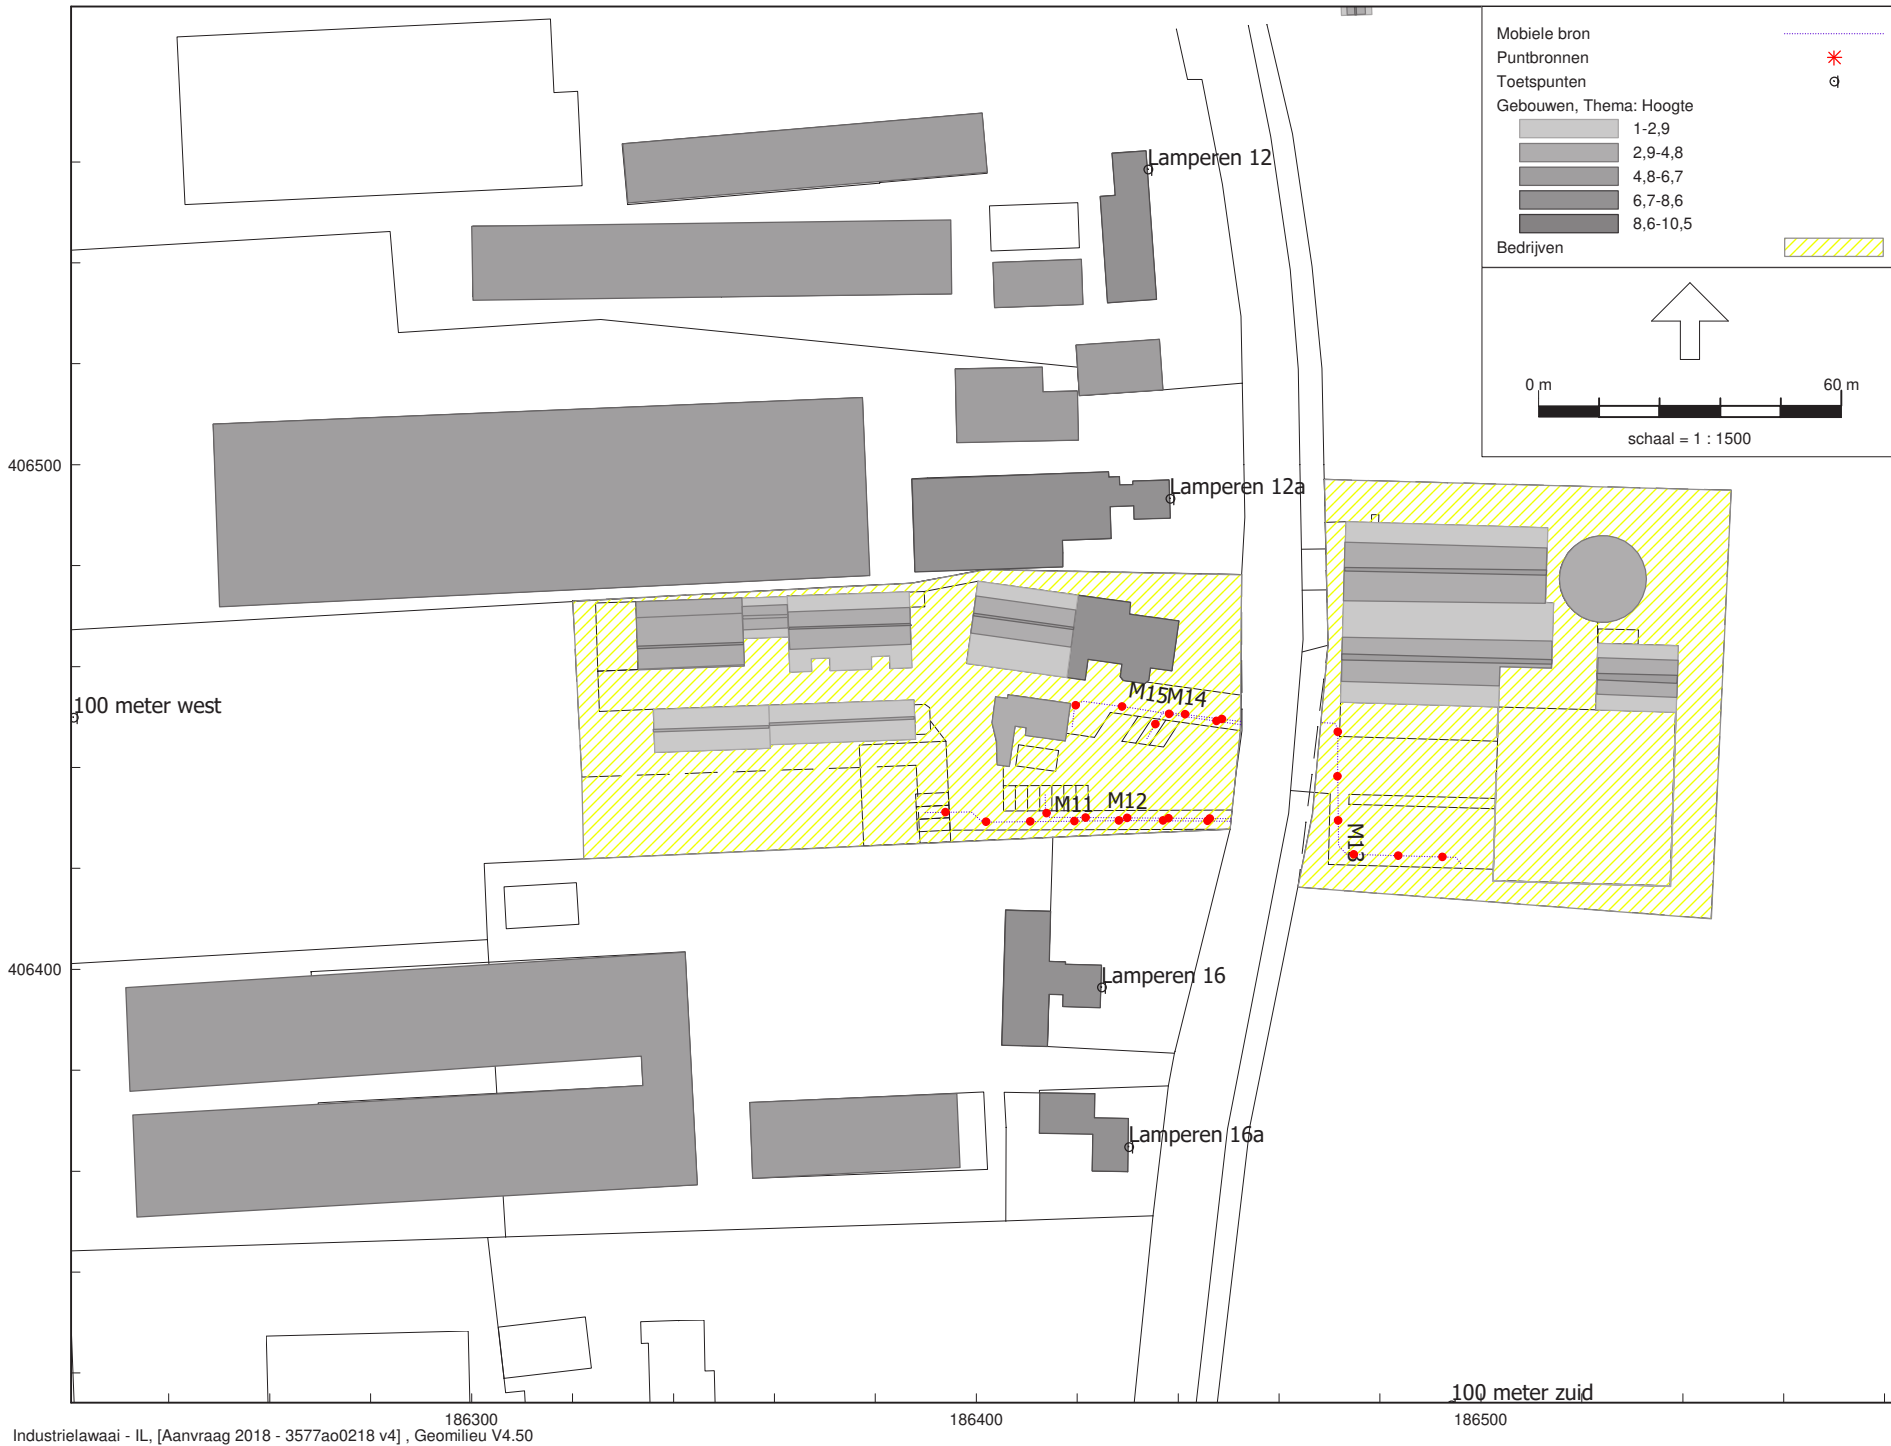 Mobiele bron
Puntbronnen
Toetspunten
Gebouwen, Thema: Hoogte
1-2,9
2,9-4,8
4,8-6,7
6,7-8,6
8,6-10,5
Bedrijven
0 m
60 m
schaal = 1 : 1500
Lamperen 12
406500
Lamperen 12a
100 meter west
M15
M14
M11
M12
M13
406400
Lamperen 16
Lamperen 16a
100 meter zuid
186300
186400
186500
Industrielawaai - IL, [Aanvraag 2018 - 3577ao0218 v4] , Geomilieu V4.50